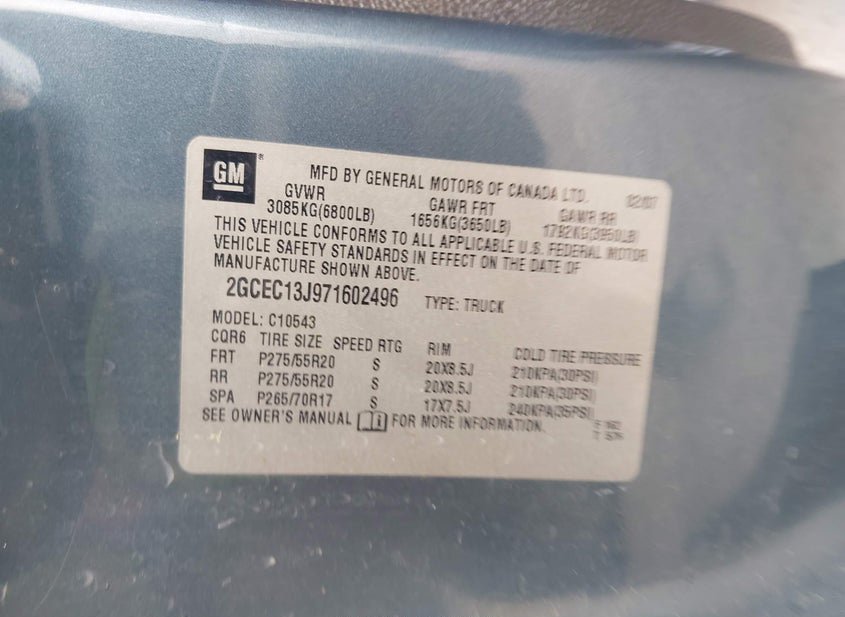 GM ®
MFD BY GENERAL MOTORS OF CANADA LTD. 02/07
GVWR GAWR FRT GAWR RR
3085KG(6800LB) 1656KG(3650LB) 1792KG(3950LB)
THIS VEHICLE CONFORMS TO ALL APPLICABLE U.S. FEDERAL MOTOR
VEHICLE SAFETY STANDARDS IN EFFECT ON THE DATE OF
MANUFACTURE SHOWN ABOVE.
2GCEC13J971602496 TYPE: TRUCK
MODEL: C10543
CQR6 TIRE SIZE SPEED RTG RIM COLD TIRE PRESSURE
FRT P275/55R20 S 20X8.5J 210KPA(30PSI)
RR P275/55R20 S 20X8.5J 210KPA(30PSI)
SPA P265/70R17 S 17X7.5J 240KPA(35PSI)
SEE OWNER'S MANUAL FOR MORE INFORMATION.